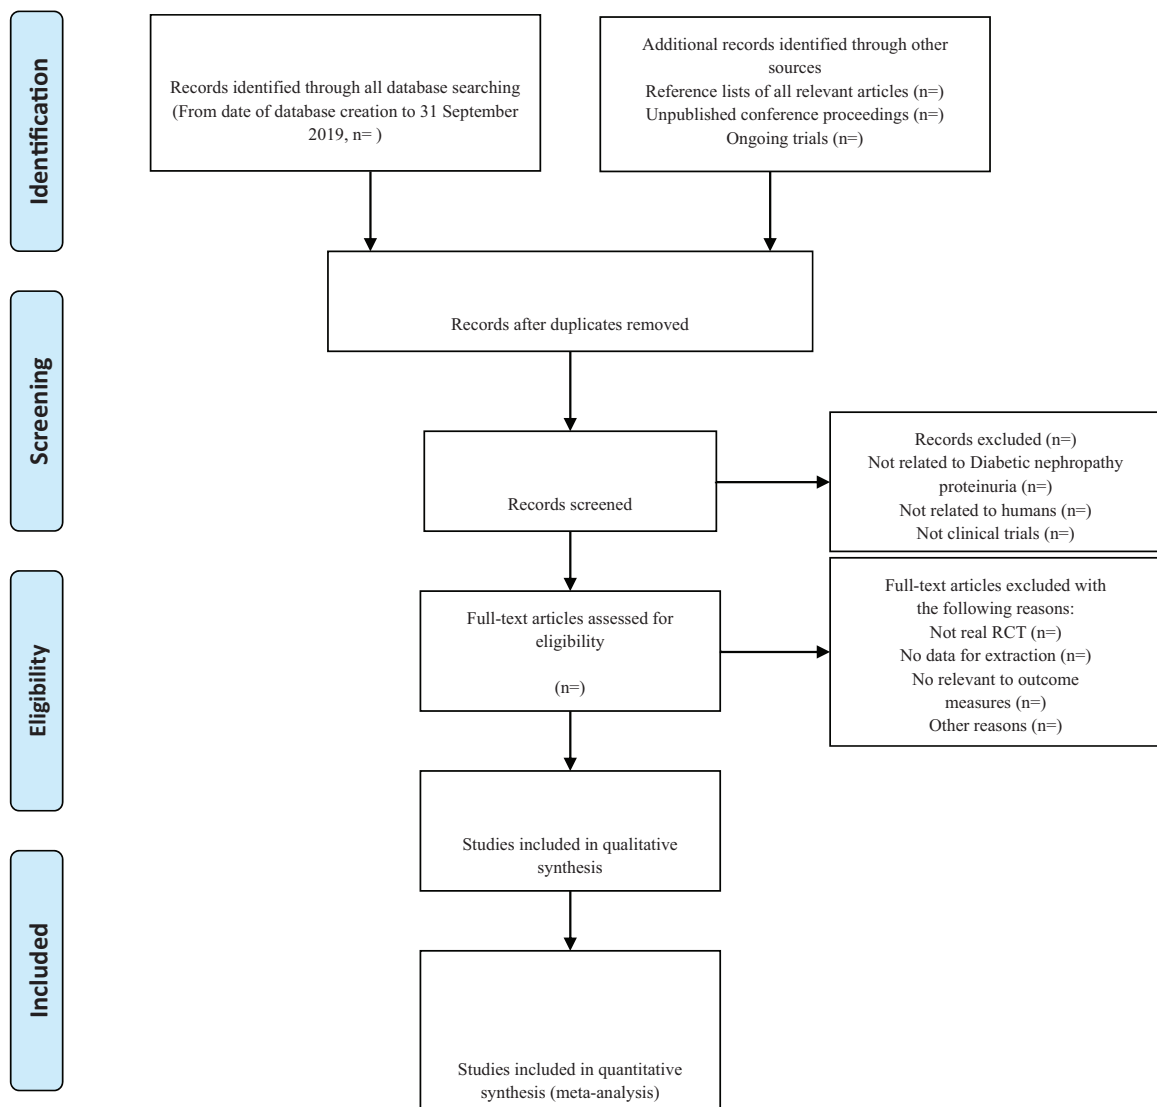 Identification
Records identified through all database searching
(From date of database creation to 31 September
2019, n= )
Additional records identified through other
sources
Reference lists of all relevant articles (n=)
Unpublished conference proceedings (n=)
Ongoing trials (n=)
Records after duplicates removed
Screening
Records screened
Records excluded (n=)
Not related to Diabetic nephropathy
proteinuria (n=)
Not related to humans (n=)
Not clinical trials (n=)
Eligibility
Full-text articles assessed for
eligibility
(n=)
Full-text articles excluded with
the following reasons:
Not real RCT (n=)
No data for extraction (n=)
No relevant to outcome
measures (n=)
Other reasons (n=)
Studies included in qualitative
synthesis
Included
Studies included in quantitative
synthesis (meta-analysis)